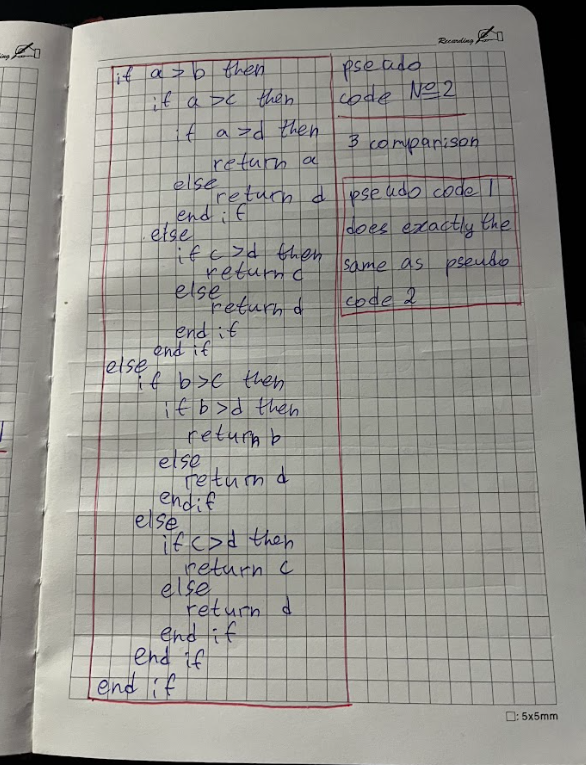 Recording
if a > b then
if a > c then
if a > d then
return a
else
return d
end if
else
if c > d then
return c
else
return d
end if
end if
else
if b > c then
if b > d then
return b
else
return d
endif
else
if c > d then
return c
else
return d
end if
end if
end if
pseudo
code № 2
3 comparison
pseudo code 1
does exactly the
same as pseudo
code 2
□: 5x5mm